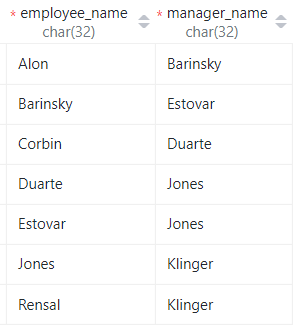 * employee_name * manager_name
char(32) char(32)
Alon Barinsky
Barinsky Estovar
Corbin Duarte
Duarte Jones
Estovar Jones
Jones Klinger
Rensal Klinger